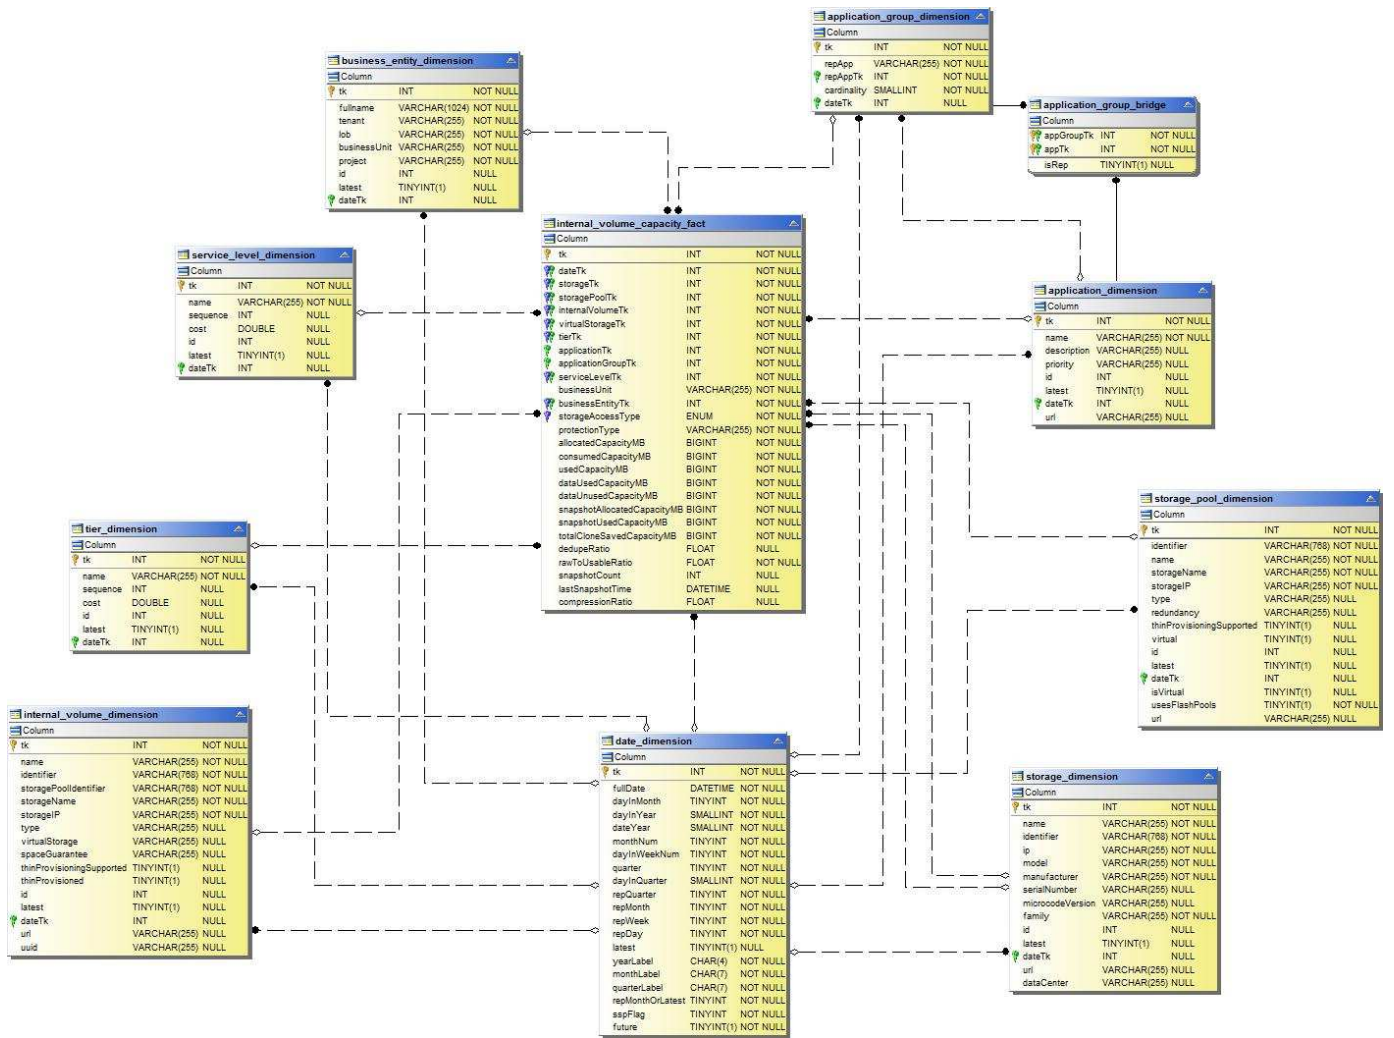 application_group_dimension
Column
tk INT NOT NULL
repApp VARCHAR(255) NOT NULL
repAppTk INT NOT NULL
cardinality SMALLINT NOT NULL
dateTk INT NULL
business_entity_dimension
Column
tk INT NOT NULL
fullname VARCHAR(1024) NOT NULL
tenant VARCHAR(255) NOT NULL
lob VARCHAR(255) NOT NULL
businessUnit VARCHAR(255) NOT NULL
project VARCHAR(255) NOT NULL
id INT NULL
latest TINYINT(1) NULL
dateTk INT NULL
application_group_bridge
Column
appGroupTk INT NOT NULL
appTk INT NOT NULL
isRep TINYINT(1) NULL
internal_volume_capacity_fact
Column
tk INT NOT NULL
dateTk INT NOT NULL
storageTk INT NOT NULL
storagePoolTk INT NOT NULL
internalVolumeTk INT NOT NULL
virtualStorageTk INT NOT NULL
tierTk INT NOT NULL
applicationTk INT NOT NULL
applicationGroupTk INT NOT NULL
serviceLevelTk INT NOT NULL
businessUnit VARCHAR(255) NOT NULL
businessEntityTk INT NOT NULL
storageAccessType ENUM NOT NULL
protectionType VARCHAR(255) NOT NULL
allocatedCapacityMB BIGINT NOT NULL
consumedCapacityMB BIGINT NOT NULL
usedCapacityMB BIGINT NOT NULL
dataUsedCapacityMB BIGINT NOT NULL
dataUnusedCapacityMB BIGINT NOT NULL
snapshotAllocatedCapacityMB BIGINT NOT NULL
snapshotUsedCapacityMB BIGINT NOT NULL
totalCloneSavedCapacityMB BIGINT NOT NULL
dedupeRatio FLOAT NULL
rawToUsableRatio FLOAT NOT NULL
snapshotCount INT NULL
lastSnapshotTime DATETIME NULL
compressionRatio FLOAT NULL
service_level_dimension
Column
tk INT NOT NULL
name VARCHAR(255) NOT NULL
sequence INT NULL
cost DOUBLE NULL
id INT NULL
latest TINYINT(1) NULL
dateTk INT NULL
application_dimension
Column
tk INT NOT NULL
name VARCHAR(255) NOT NULL
description VARCHAR(255) NULL
priority VARCHAR(255) NULL
id INT NULL
latest TINYINT(1) NULL
dateTk INT NULL
url VARCHAR(255) NULL
storage_pool_dimension
Column
tk INT NOT NULL
identifier VARCHAR(768) NOT NULL
name VARCHAR(255) NOT NULL
storageName VARCHAR(255) NOT NULL
storageIP VARCHAR(255) NOT NULL
type VARCHAR(255) NULL
redundancy VARCHAR(255) NULL
thinProvisioningSupported TINYINT(1) NULL
virtual TINYINT(1) NULL
id INT NULL
latest TINYINT(1) NULL
dateTk INT NULL
isVirtual TINYINT(1) NULL
usesFlashPools TINYINT(1) NOT NULL
url VARCHAR(255) NULL
tier_dimension
Column
tk INT NOT NULL
name VARCHAR(255) NOT NULL
sequence INT NULL
cost DOUBLE NULL
id INT NULL
latest TINYINT(1) NULL
dateTk INT NULL
internal_volume_dimension
Column
tk INT NOT NULL
name VARCHAR(255) NOT NULL
identifier VARCHAR(768) NOT NULL
storagePoolIdentifier VARCHAR(768) NOT NULL
storageName VARCHAR(255) NOT NULL
storageIP VARCHAR(255) NOT NULL
type VARCHAR(255) NULL
virtualStorage VARCHAR(255) NULL
spaceGuarantee VARCHAR(255) NULL
thinProvisioningSupported TINYINT(1) NULL
thinProvisioned TINYINT(1) NULL
id INT NULL
latest TINYINT(1) NULL
dateTk INT NULL
url VARCHAR(255) NULL
uuid VARCHAR(255) NULL
date_dimension
Column
tk INT NOT NULL
fullDate DATETIME NOT NULL
dayInMonth TINYINT NOT NULL
dayInYear SMALLINT NOT NULL
dateYear SMALLINT NOT NULL
monthNum TINYINT NOT NULL
dayInWeekNum TINYINT NOT NULL
quarter TINYINT NOT NULL
dayInQuarter SMALLINT NOT NULL
repQuarter TINYINT NOT NULL
repMonth TINYINT NOT NULL
repWeek TINYINT NOT NULL
repDay TINYINT NOT NULL
latest TINYINT(1) NULL
yearLabel CHAR(4) NOT NULL
monthLabel CHAR(7) NOT NULL
quarterLabel CHAR(7) NOT NULL
repMonthOrLatest TINYINT NOT NULL
sspFlag TINYINT NOT NULL
future TINYINT(1) NOT NULL
storage_dimension
Column
tk INT NOT NULL
name VARCHAR(255) NOT NULL
identifier VARCHAR(768) NOT NULL
ip VARCHAR(255) NOT NULL
model VARCHAR(255) NOT NULL
manufacturer VARCHAR(255) NOT NULL
serialNumber VARCHAR(255) NULL
microcodeVersion VARCHAR(255) NULL
family VARCHAR(255) NOT NULL
id INT NULL
latest TINYINT(1) NULL
dateTk INT NULL
url VARCHAR(255) NULL
dataCenter VARCHAR(255) NULL